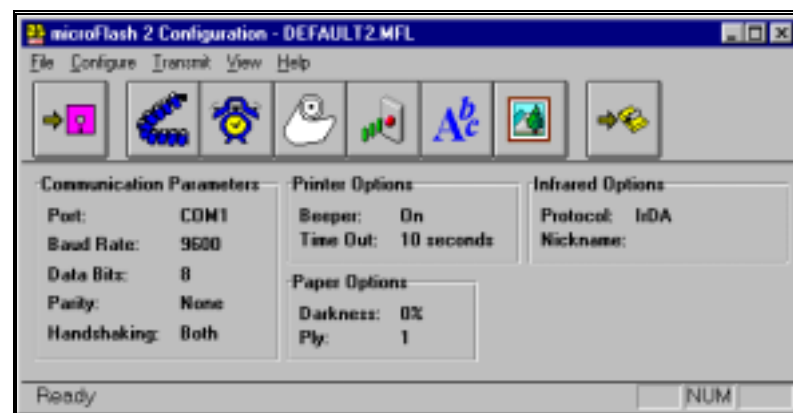 microFlash 2 Configuration - DEFAULT2.MFL
File Configure Transmit View Help
Abc
Communication Parameters
Port: COM1
Baud Rate: 9600
Data Bits: 8
Parity: None
Handshaking: Both
Printer Options
Beeper: On
Time Out: 10 seconds
Paper Options
Darkness: 0%
Ply: 1
Infrared Options
Protocol: IrDA
Nickname:
Ready NUM